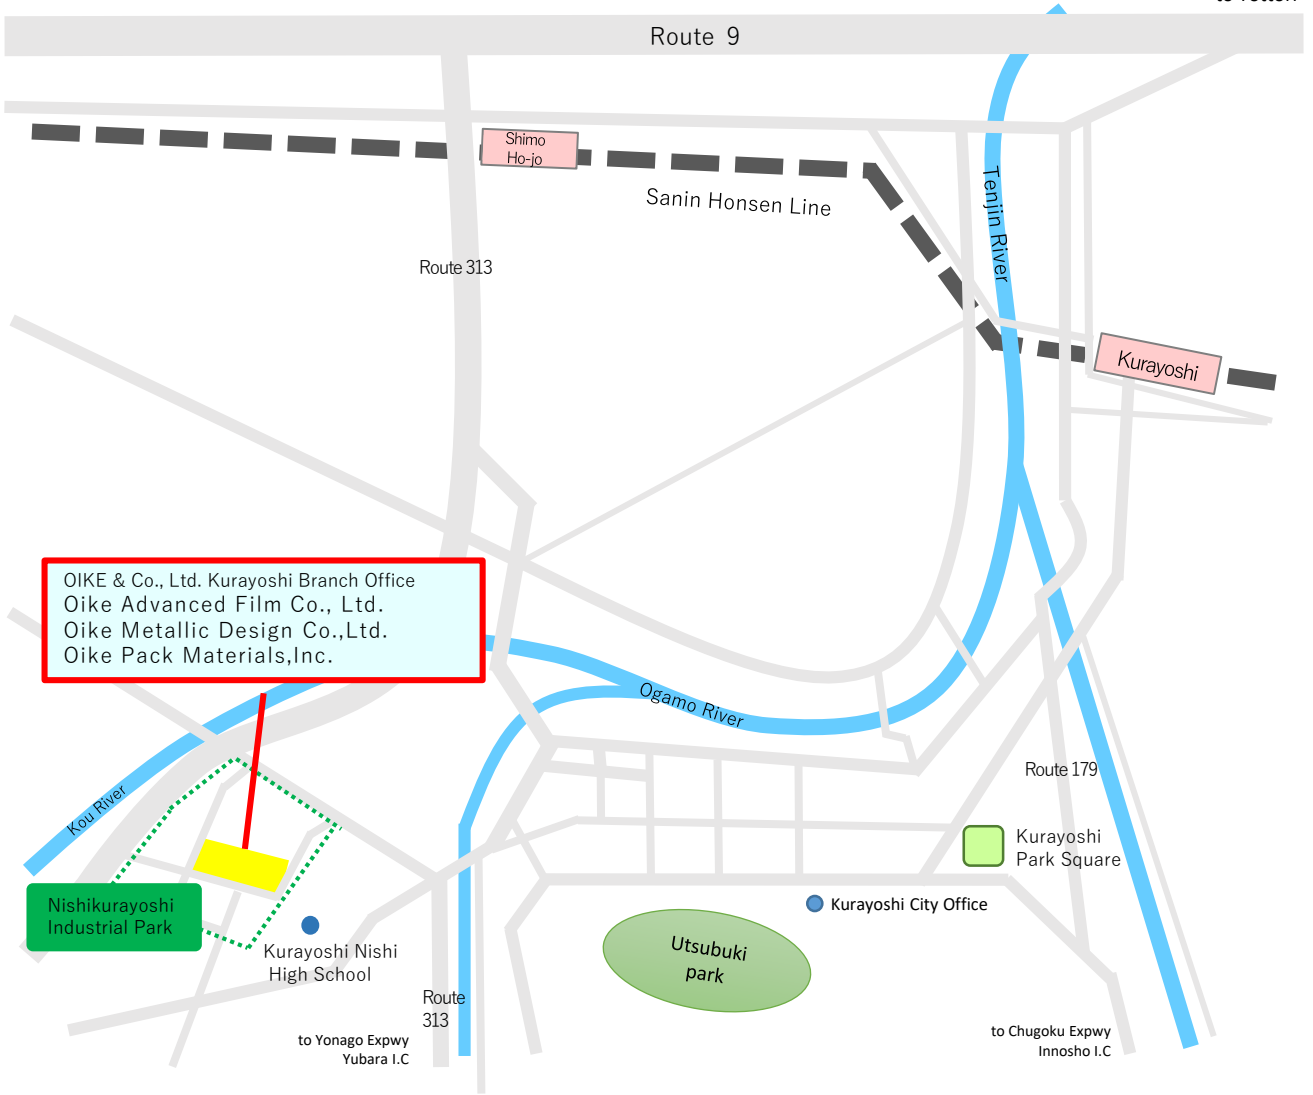 Route 9
Shimo
Ho-jo
Sanin Honsen Line
Tenjin River
Route 313
Kurayoshi
OIKE & Co., Ltd. Kurayoshi Branch Office
Oike Advanced Film Co., Ltd.
Oike Metallic Design Co.,Ltd.
Oike Pack Materials,Inc.
Ogamo River
Kou River
Route 179
Kurayoshi
Park Square
Nishikurayoshi
Industrial Park
Kurayoshi City Office
Kurayoshi Nishi
High School
Utsubuki
park
Route
313
to Yonago Expwy
Yubara I.C
to Chugoku Expwy
Innosho I.C